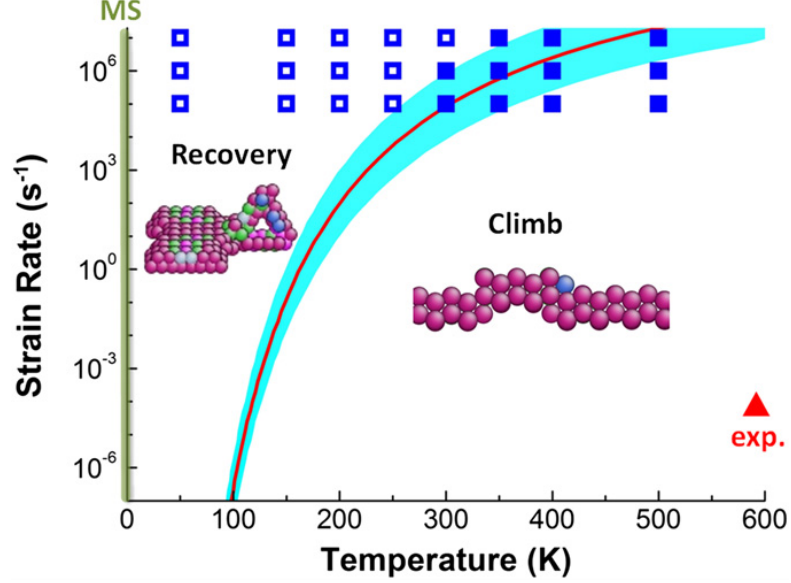 MS
10⁶
10³
10⁰
10⁻³
10⁻⁶
Strain Rate (s⁻¹)
Recovery
Climb
exp.
0 100 200 300 400 500 600
Temperature (K)